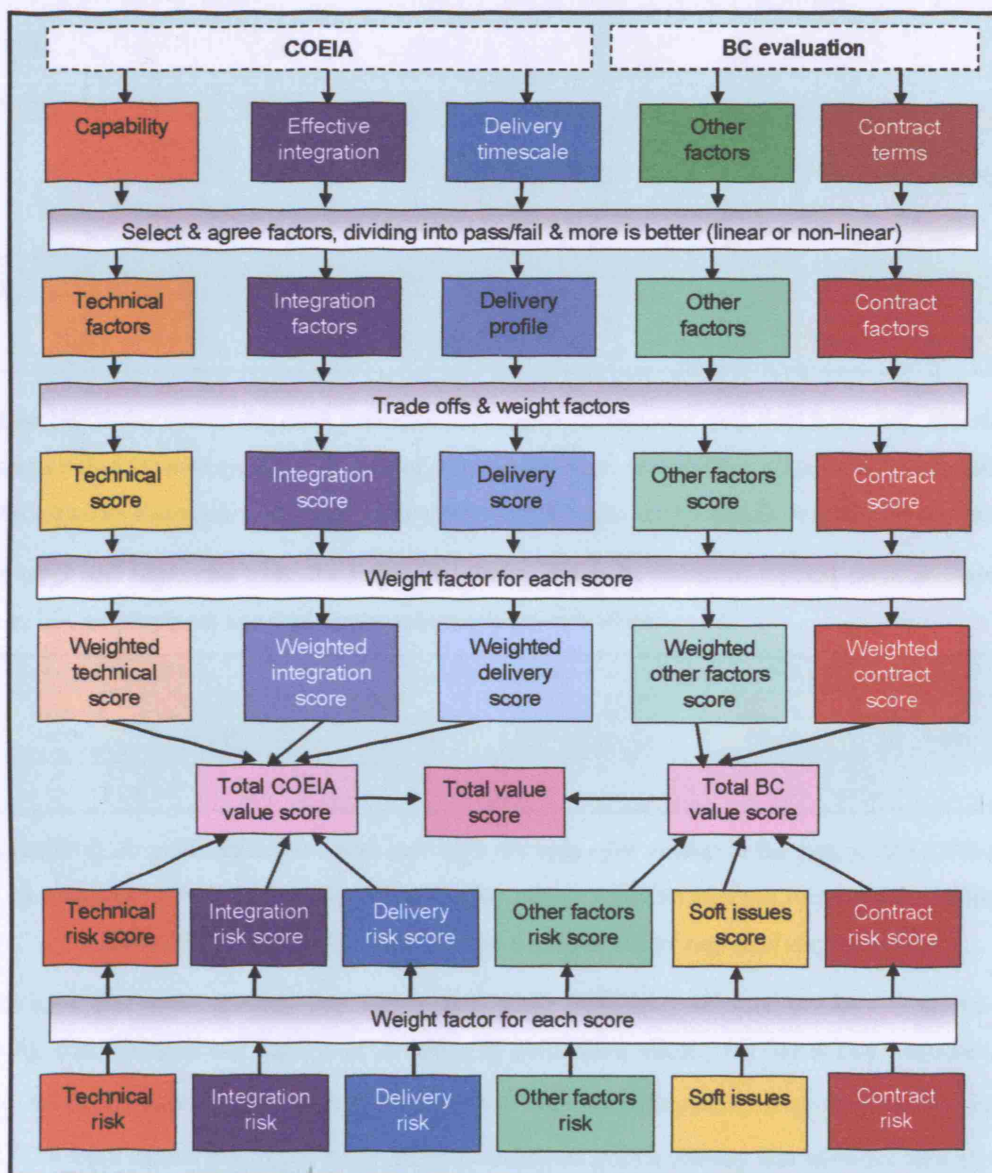 COEIA
BC evaluation
Capability
Effective
integration
Delivery
timescale
Other
factors
Contract
terms
Select & agree factors, dividing into pass/fail & more is better (linear or non-linear)
Technical
factors
Integration
factors
Delivery
profile
Other
factors
Contract
factors
Trade offs & weight factors
Technical
score
Integration
score
Delivery
score
Other factors
score
Contract
score
Weight factor for each score
Weighted
technical
score
Weighted
integration
score
Weighted
delivery
score
Weighted
other factors
score
Weighted
contract
score
Total COEIA
value score
Total value
score
Total BC
value score
Technical
risk score
Integration
risk score
Delivery
risk score
Other factors
risk score
Soft issues
score
Contract
risk score
Weight factor for each score
Technical
risk
Integration
risk
Delivery
risk
Other factors
risk
Soft issues
Contract
risk